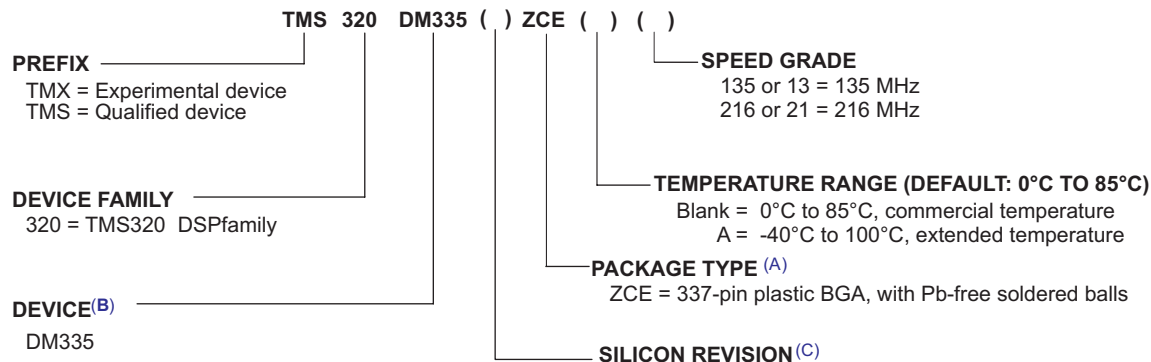 TMS 320 DM335 ( ) ZCE ( ) ( )
PREFIX
TMX = Experimental device
TMS = Qualified device
SPEED GRADE
135 or 13 = 135 MHz
216 or 21 = 216 MHz
DEVICE FAMILY
320 = TMS320 DSPfamily
TEMPERATURE RANGE (DEFAULT: 0°C TO 85°C)
Blank = 0°C to 85°C, commercial temperature
A = -40°C to 100°C, extended temperature
PACKAGE TYPE (A)
ZCE = 337-pin plastic BGA, with Pb-free soldered balls
DEVICE(B)
DM335
SILICON REVISION (C)